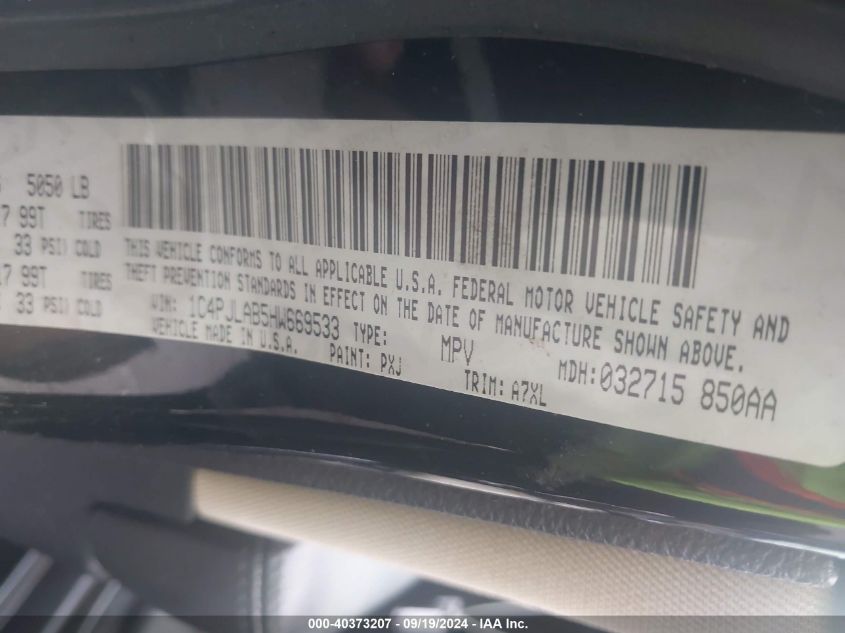 5050 LB
99T TIRES
33 PSI) COLD
99T TIRES
33 PSI) COLD
THIS VEHICLE CONFORMS TO ALL APPLICABLE U.S.A. FEDERAL MOTOR VEHICLE SAFETY AND
THEFT PREVENTION STANDARDS IN EFFECT ON THE DATE OF MANUFACTURE SHOWN ABOVE.
VIN: 1C4PJLAB5HW669533 TYPE: MPV MDH:032715 850AA
VEHICLE MADE IN U.S.A. PAINT: PXJ TRIM: A7XL
000-40373207 - 09/19/2024 - IAA Inc.